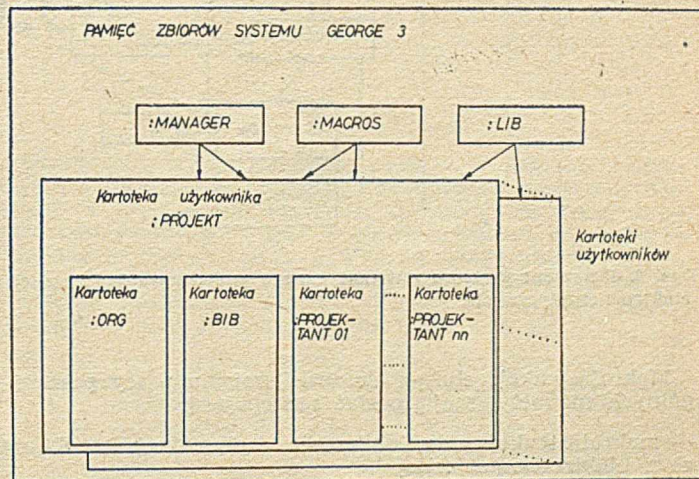 PAMIĘĆ ZBIORÓW SYSTEMU GEORGE 3
:MANAGER
:MACROS
:LIB
Kartoteka użytkownika
:PROJEKT
Kartoteki
użytkowników
Kartoteka
:ORG
Kartoteka
:BIB
Kartoteka
:PROJEK-
TANT 01
Kartoteka
:PROJEK-
TANT nn